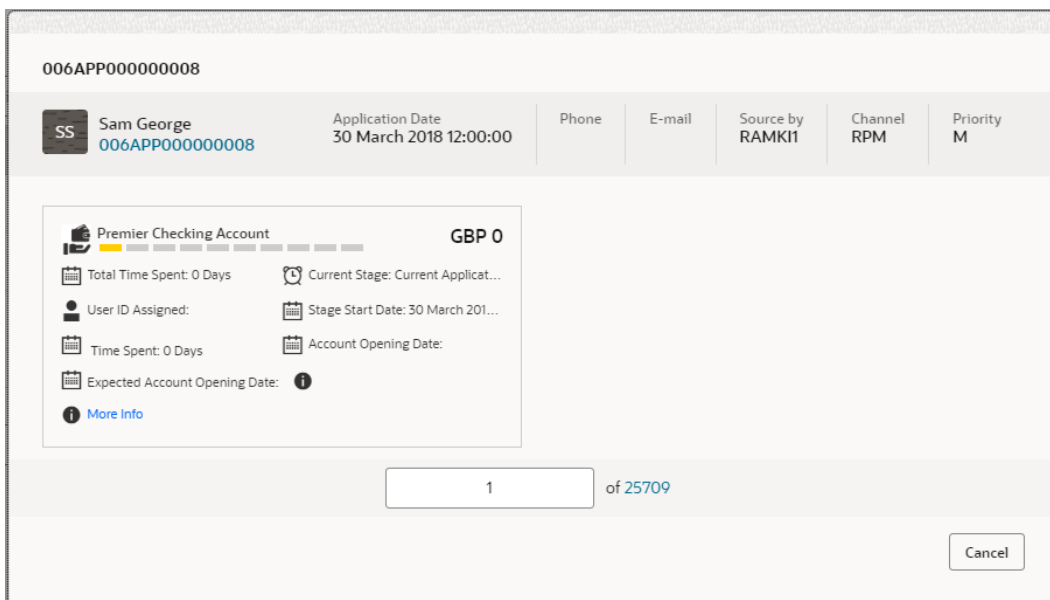 006APP000000008
SS
Sam George
006APP000000008
Application Date
30 March 2018 12:00:00
Phone
E-mail
Source by
RAMKI1
Channel
RPM
Priority
M
Premier Checking Account
GBP 0
Total Time Spent: 0 Days
Current Stage: Current Applicat...
User ID Assigned:
Stage Start Date: 30 March 201...
Time Spent: 0 Days
Account Opening Date:
Expected Account Opening Date:
More Info
1 of 25709
Cancel